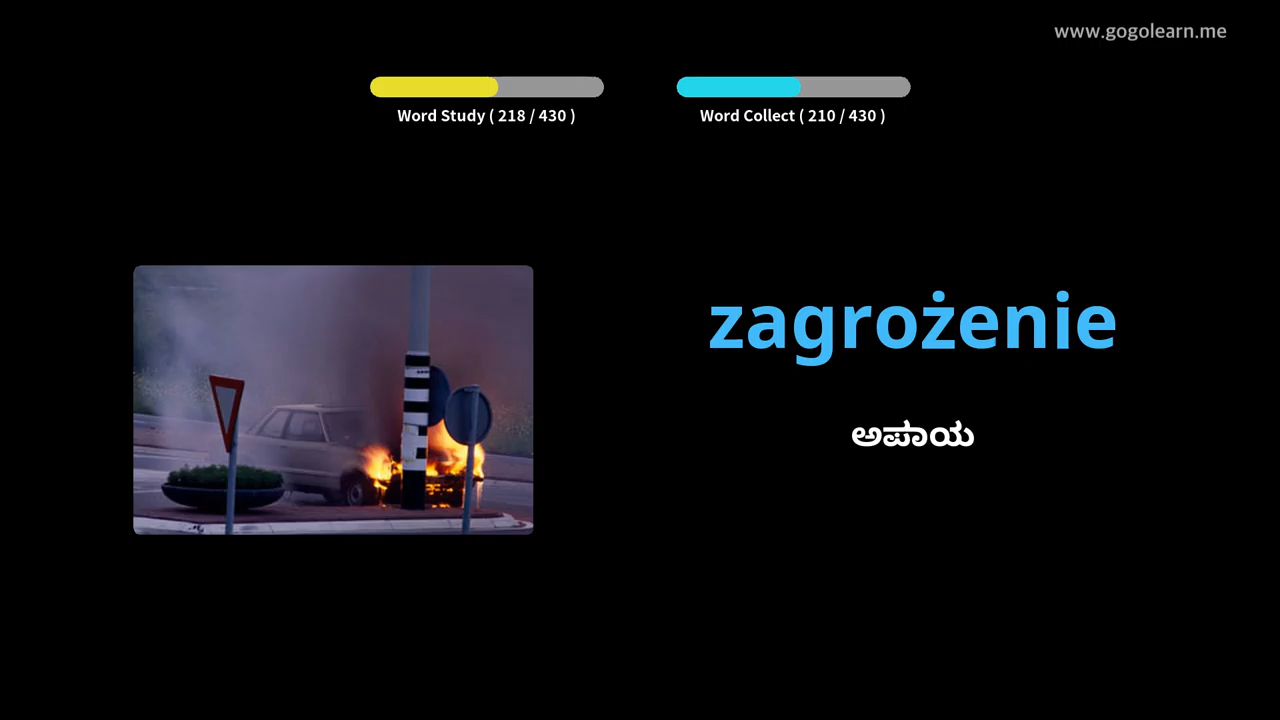 www.gogolearn.me
Word Study ( 218 / 430 )
Word Collect ( 210 / 430 )
zagrożenie
ಅಪಾಯ